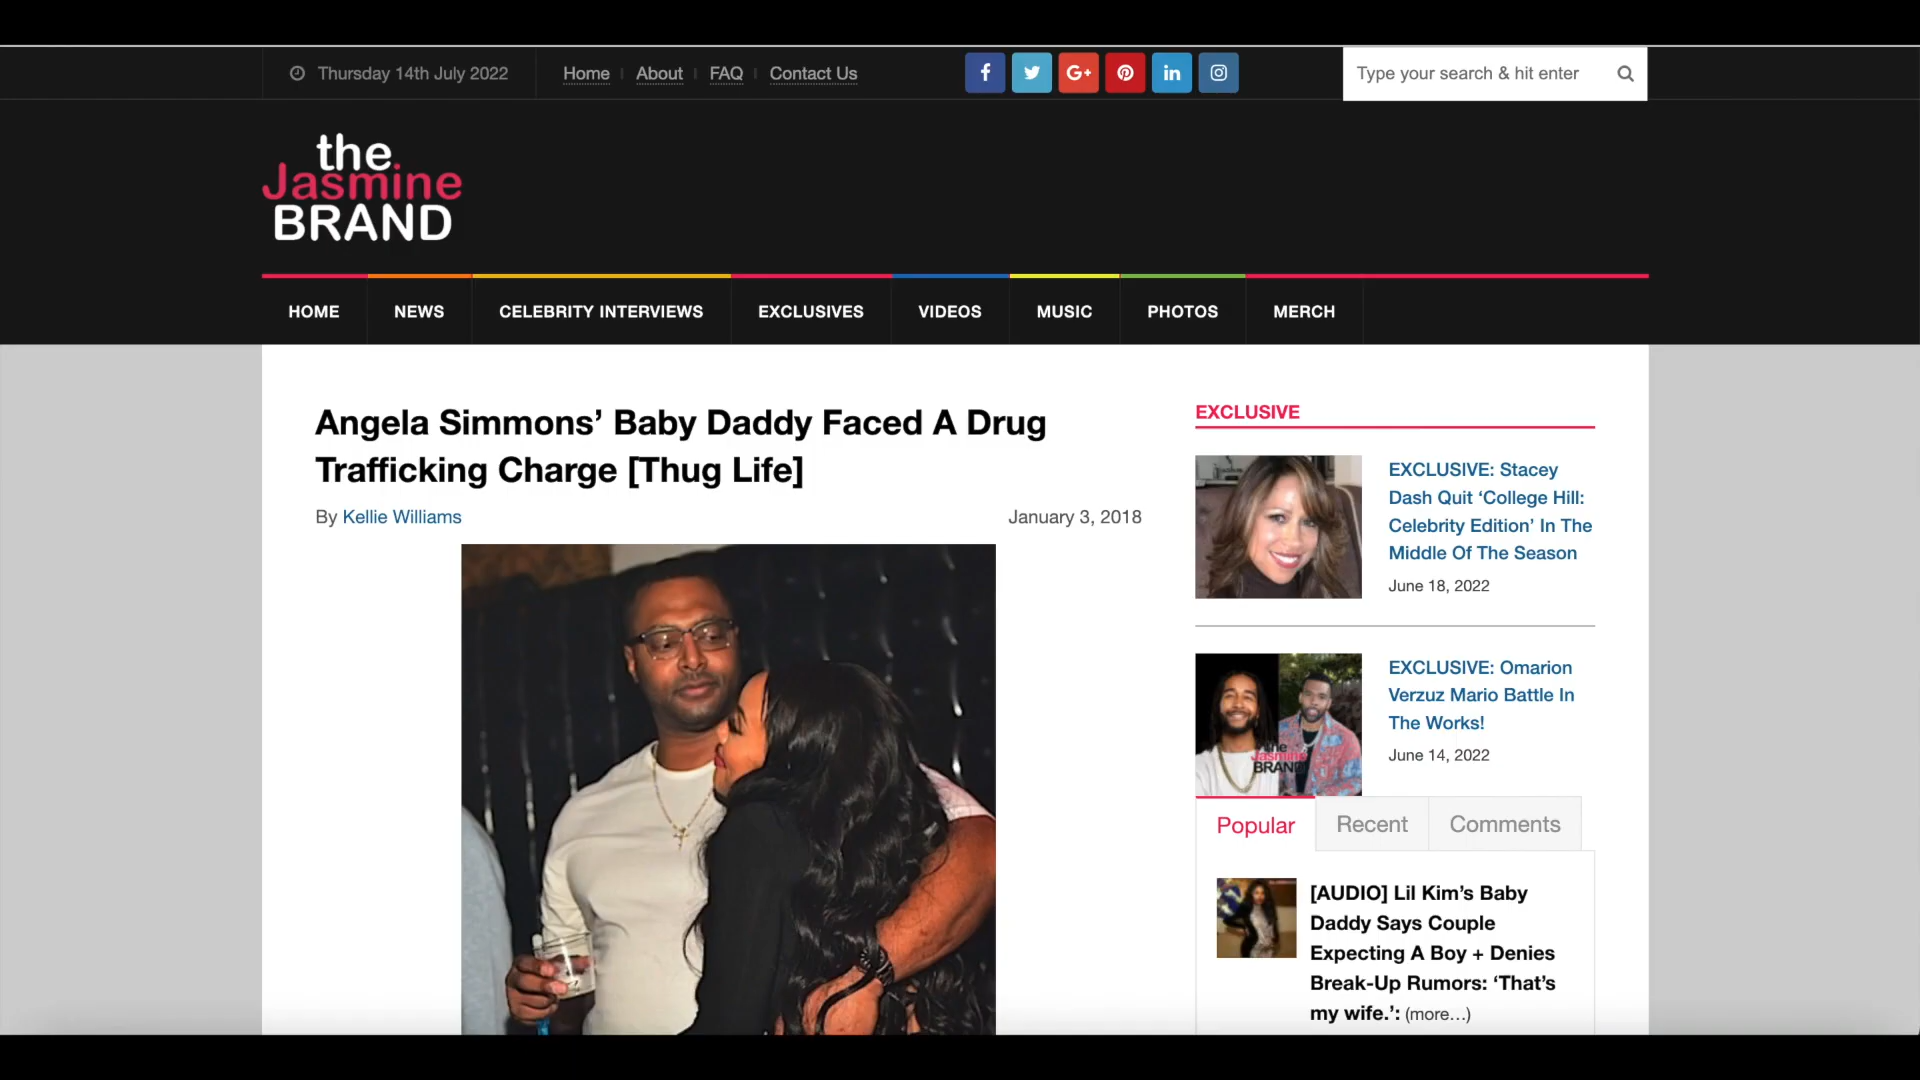 Thursday 14th July 2022
Home
About
FAQ
Contact Us
Type your search & hit enter
the
Jasmine
BRAND
HOME
NEWS
CELEBRITY INTERVIEWS
EXCLUSIVES
VIDEOS
MUSIC
PHOTOS
MERCH
Angela Simmons’ Baby Daddy Faced A Drug
Trafficking Charge [Thug Life]
By Kellie Williams
January 3, 2018
EXCLUSIVE
EXCLUSIVE: Stacey
Dash Quit ‘College Hill:
Celebrity Edition’ In The
Middle Of The Season
June 18, 2022
EXCLUSIVE: Omarion
Verzuz Mario Battle In
The Works!
June 14, 2022
the
Jasmine
BRAND
Popular
Recent
Comments
[AUDIO] Lil Kim’s Baby
Daddy Says Couple
Expecting A Boy + Denies
Break-Up Rumors: ‘That’s
my wife.’: (more…)